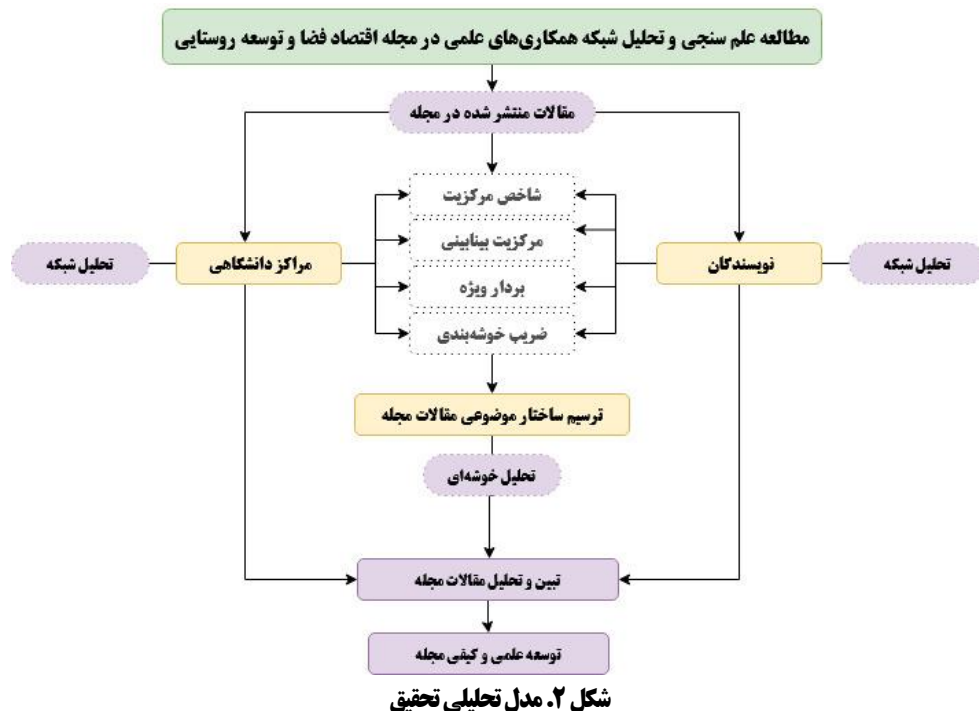 مطالعه علم سنجی و تحلیل شبکه همکاری‌های علمی در مجله اقتصاد فضا و توسعه روستایی
مقالات منتشر شده در مجله
شاخص مرکزیت
مرکزیت بینابینی
بردار ویژه
ضریب خوشه‌بندی
تحلیل شبکه
نویسندگان
مراکز دانشگاهی
تحلیل شبکه
ترسیم ساختار موضوعی مقالات مجله
تحلیل خوشه‌ای
تبین و تحلیل مقالات مجله
توسعه علمی و کیفی مجله
شکل ۲. مدل تحلیلی تحقیق